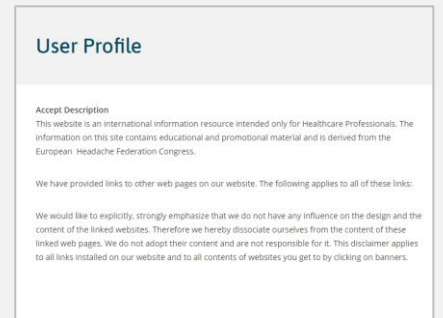 User Profile
Accept Description
This website is an international information resource intended only for Healthcare Professionals. The
information on this site contains educational and promotional material and is derived from the
European Headache Federation Congress.
We have provided links to other web pages on our website. The following applies to all of these links:
We would like to explicitly, strongly emphasize that we do not have any influence on the design and the
content of the linked websites. Therefore we hereby dissociate ourselves from the content of these
linked web pages. We do not adopt their content and are not responsible for it. This disclaimer applies
to all links installed on our website and to all contents of websites you get to by clicking on banners.